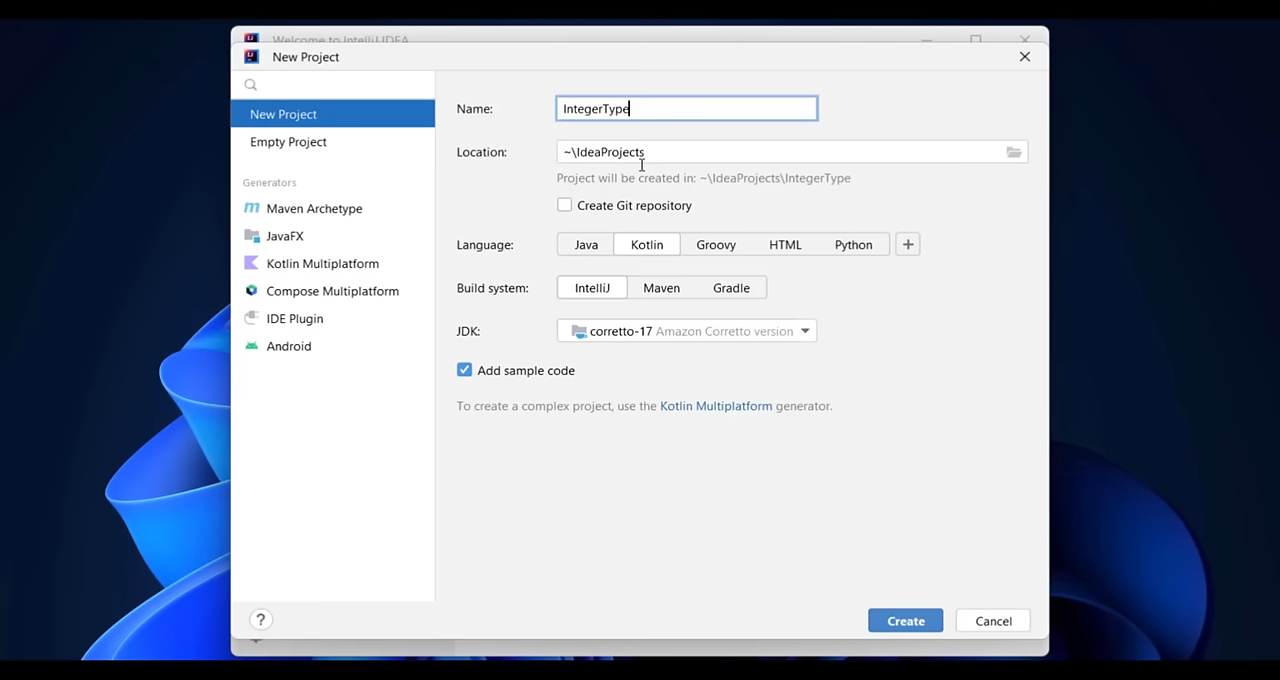 Welcome to IntelliJ IDEA
New Project
New Project
Empty Project
Generators
Maven Archetype
JavaFX
Kotlin Multiplatform
Compose Multiplatform
IDE Plugin
Android
Name: IntegerType
Location: ~\IdeaProjects
Project will be created in: ~\IdeaProjects\IntegerType
Create Git repository
Language: Java Kotlin Groovy HTML Python +
Build system: IntelliJ Maven Gradle
JDK: corretto-17 Amazon Corretto version
Add sample code
To create a complex project, use the Kotlin Multiplatform generator.
? Create Cancel